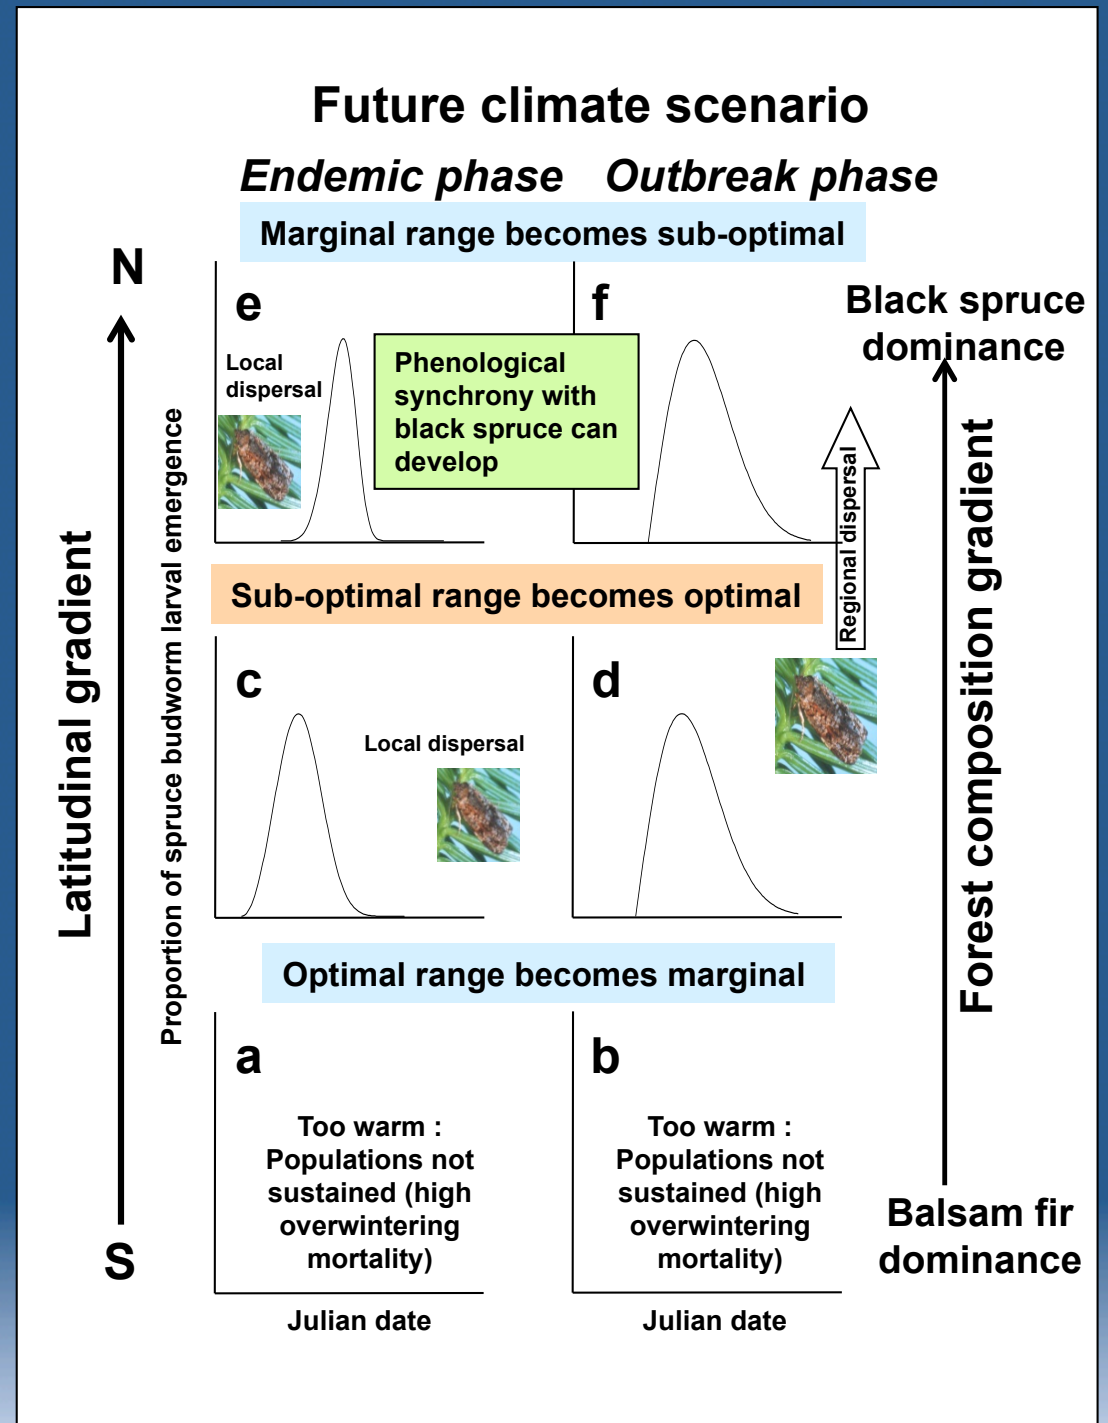 Future climate scenario
Endemic phase Outbreak phase
Marginal range becomes sub-optimal
N
e
f
Black spruce
dominance
Local
dispersal
Phenological
synchrony with
black spruce can
develop
Regional dispersal
Sub-optimal range becomes optimal
Latitudinal gradient
Proportion of spruce budworm larval emergence
Forest composition gradient
c
d
Local dispersal
Optimal range becomes marginal
a
b
Too warm :
Populations not
sustained (high
overwintering
mortality)
Too warm :
Populations not
sustained (high
overwintering
mortality)
Balsam fir
dominance
S
Julian date
Julian date